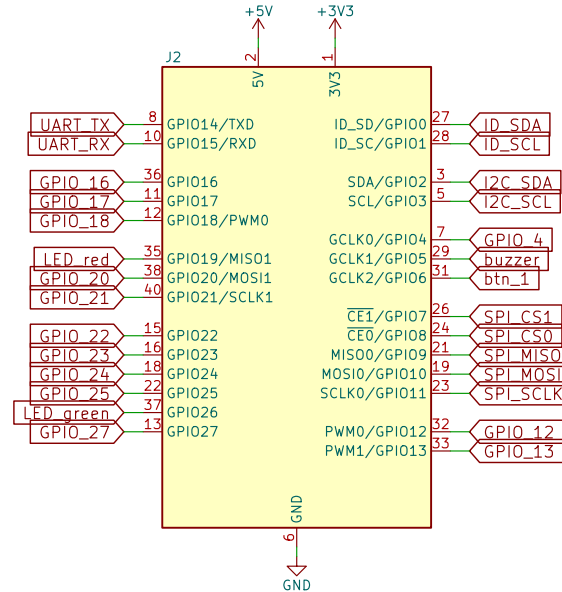 +5V +3V3
J2
2 1
5V 3V3
UART_TX 8 GPIO14/TXD ID_SD/GPIO0 27 ID_SDA
UART_RX 10 GPIO15/RXD ID_SC/GPIO1 28 ID_SCL
GPIO_16 36 GPIO16 SDA/GPIO2 3 I2C_SDA
GPIO_17 11 GPIO17 SCL/GPIO3 5 I2C_SCL
GPIO_18 12 GPIO18/PWM0
GCLK0/GPIO4 7 GPIO_4
LED_red 35 GPIO19/MISO1 GCLK1/GPIO5 29 buzzer
GPIO_20 38 GPIO20/MOSI1 GCLK2/GPIO6 31 btn_1
GPIO_21 40 GPIO21/SCLK1
CE1/GPIO7 26 SPI_CS1
GPIO_22 15 GPIO22 CE0/GPIO8 24 SPI_CS0
GPIO_23 16 GPIO23 MISO0/GPIO9 21 SPI_MISO
GPIO_24 18 GPIO24 MOSI0/GPIO10 19 SPI_MOSI
GPIO_25 22 GPIO25 SCLK0/GPIO11 23 SPI_SCLK
LED_green 37 GPIO26
GPIO_27 13 GPIO27 PWM0/GPIO12 32 GPIO_12
PWM1/GPIO13 33 GPIO_13
GND
6
GND